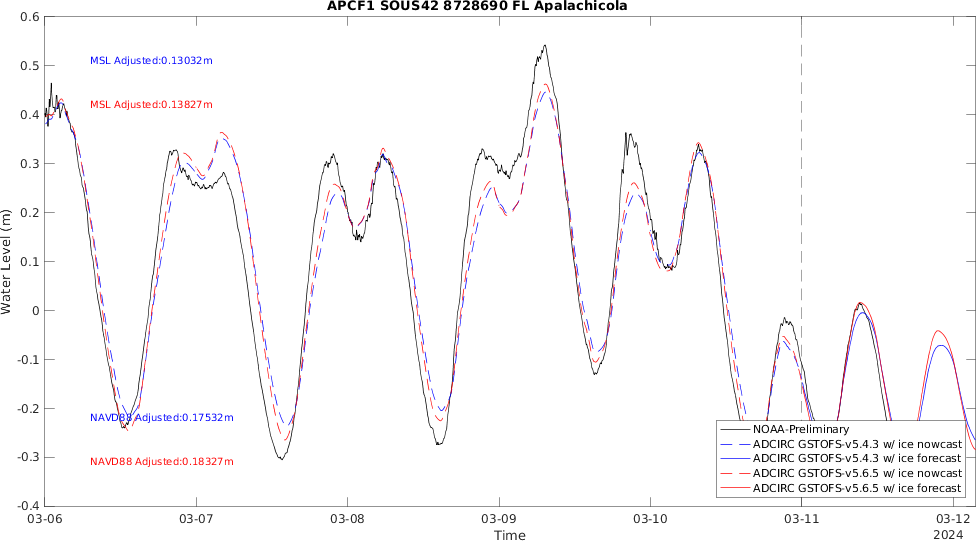 APCF1 SOUS42 8728690 FL Apalachicola
0.6
0.5
0.4
0.3
0.2
0.1
0
-0.1
-0.2
-0.3
-0.4
Water Level (m)
MSL Adjusted:0.13032m
MSL Adjusted:0.13827m
NAVD88 Adjusted:0.17532m
NAVD88 Adjusted:0.18327m
NOAA-Preliminary
ADCIRC GSTOFS-v5.4.3 w/ ice nowcast
ADCIRC GSTOFS-v5.4.3 w/ ice forecast
ADCIRC GSTOFS-v5.6.5 w/ ice nowcast
ADCIRC GSTOFS-v5.6.5 w/ ice forecast
03-06 03-07 03-08 03-09 03-10 03-11 03-12
Time 2024